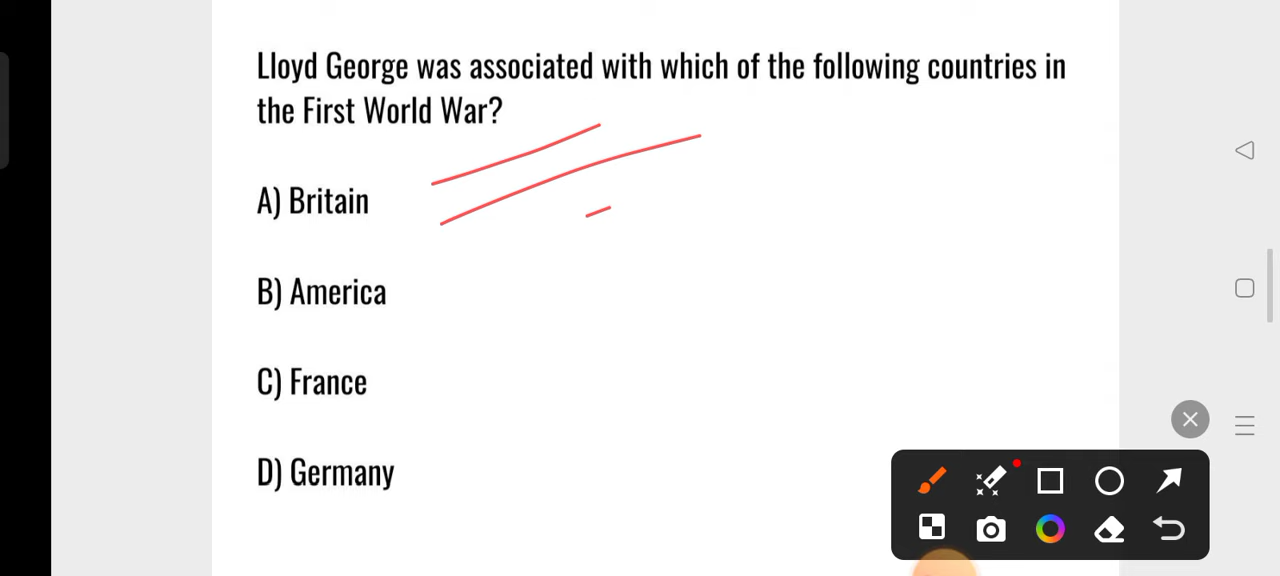 Lloyd George was associated with which of the following countries in
the First World War?
A) Britain
B) America
C) France
D) Germany